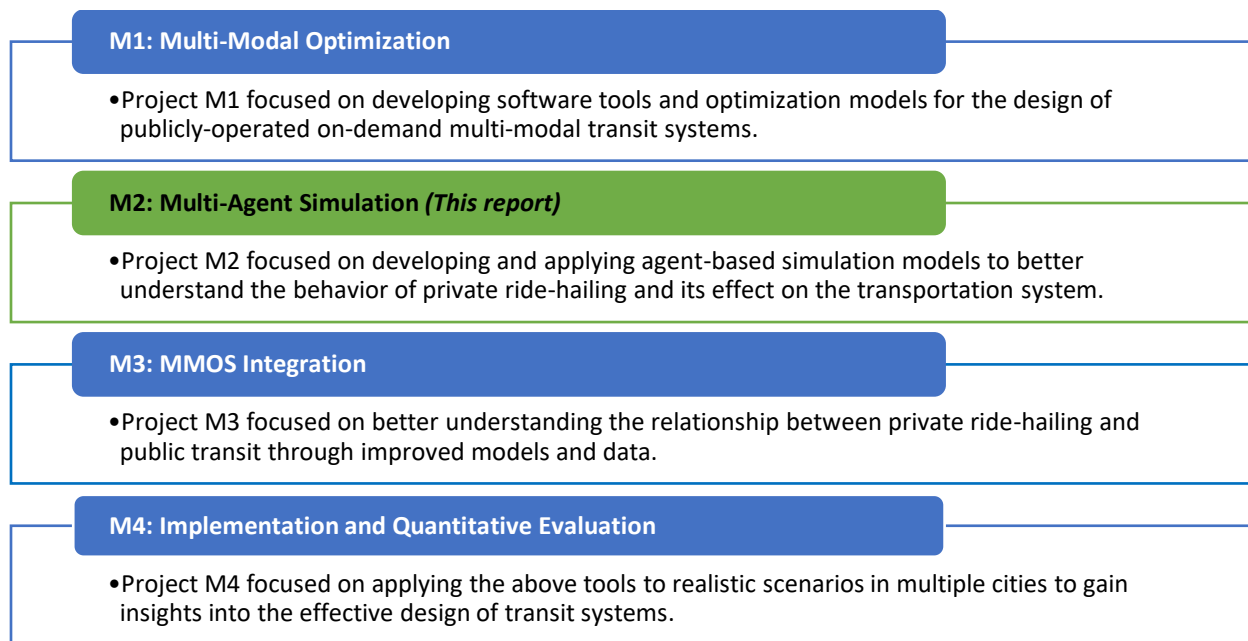 M1: Multi-Modal Optimization
•Project M1 focused on developing software tools and optimization models for the design of
publicly-operated on-demand multi-modal transit systems.
M2: Multi-Agent Simulation (This report)
•Project M2 focused on developing and applying agent-based simulation models to better
understand the behavior of private ride-hailing and its effect on the transportation system.
M3: MMOS Integration
•Project M3 focused on better understanding the relationship between private ride-hailing and
public transit through improved models and data.
M4: Implementation and Quantitative Evaluation
•Project M4 focused on applying the above tools to realistic scenarios in multiple cities to gain
insights into the effective design of transit systems.